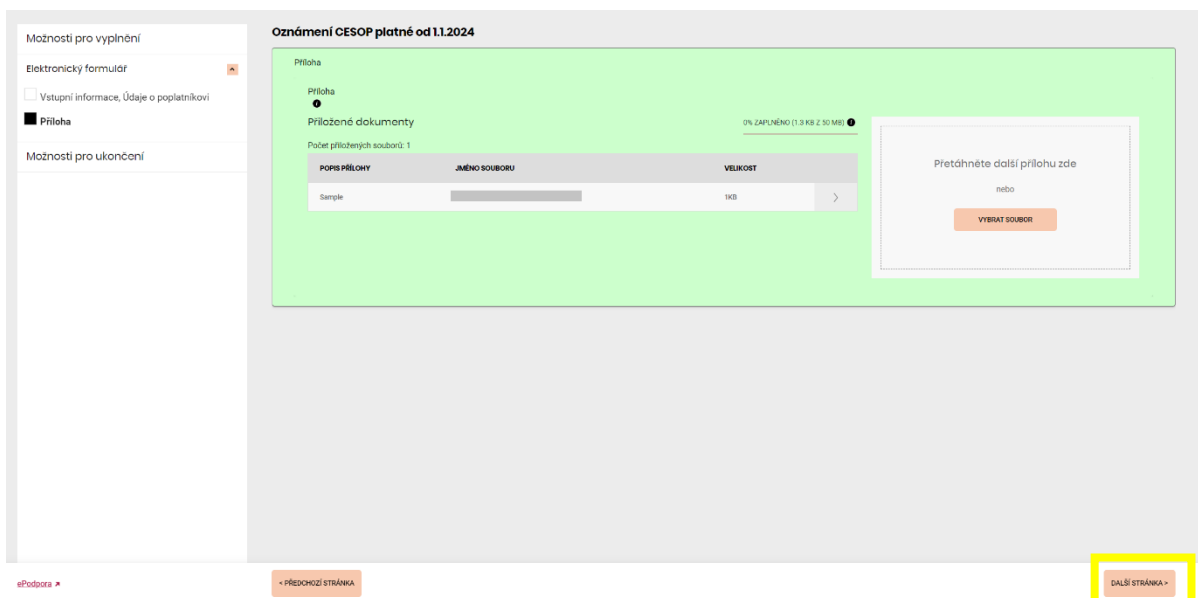 Možnosti pro vyplnění
Elektronický formulář
Vstupní informace, Údaje o poplatníkovi
Příloha
Možnosti pro ukončení
Oznámení CESOP platné od 1.1.2024
Příloha
Příloha
Přiložené dokumenty
0% ZAPLNĚNO (1.3 KB Z 50 MB)
Počet přiložených souborů: 1
POPIS PŘÍLOHY JMÉNO SOUBORU VELIKOST
Sample 1KB
Přetáhněte další přílohu zde
nebo
VYBRAT SOUBOR
ePodpora
< PŘEDCHOZÍ STRÁNKA
DALŠÍ STRÁNKA >